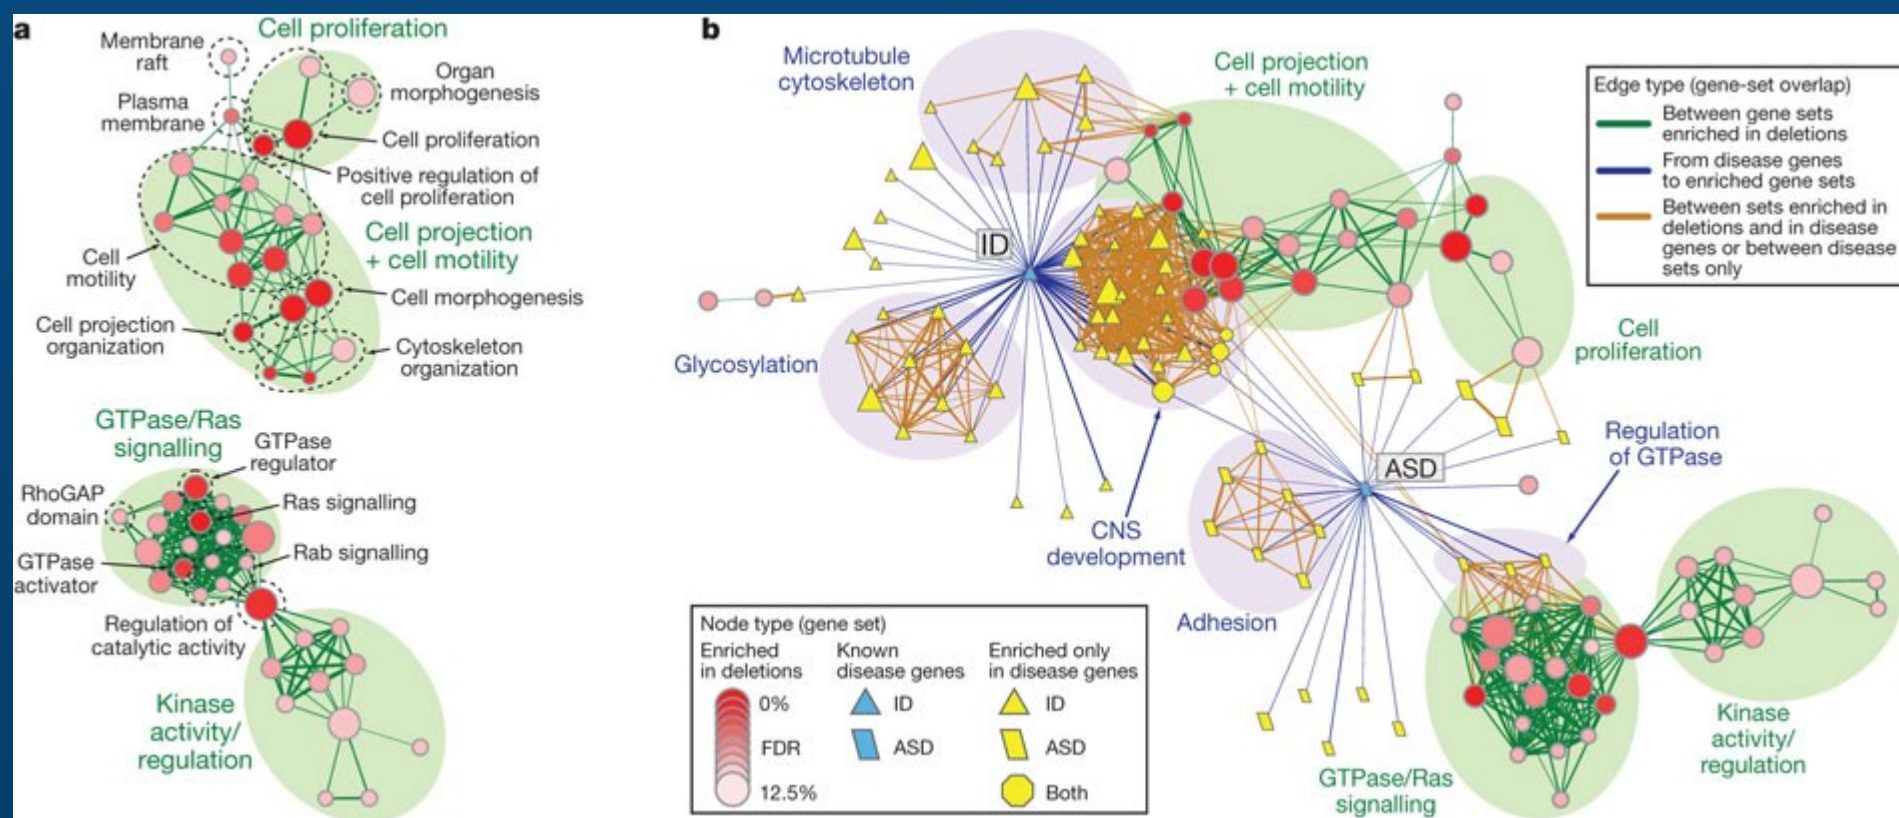 a
Cell proliferation
Membrane
raft
Organ
morphogenesis
Plasma
membrane
Cell proliferation
Positive regulation of
cell proliferation
Cell projection
+ cell motility
Cell
motility
Cell morphogenesis
Cell projection
organization
Cytoskeleton
organization
GTPase/Ras
signalling
GTPase
regulator
RhoGAP
domain
Ras signalling
Rab signalling
GTPase
activator
Regulation of
catalytic activity
Kinase
activity/
regulation
b
Microtubule
cytoskeleton
Cell projection
+ cell motility
ID
Glycosylation
Cell
proliferation
ASD
Regulation
of GTPase
CNS
development
Adhesion
GTPase/Ras
signalling
Kinase
activity/
regulation
Edge type (gene-set overlap)
Between gene sets
enriched in deletions
From disease genes
to enriched gene sets
Between sets enriched in
deletions and in disease
genes or between disease
sets only
Node type (gene set)
Enriched
in deletions
0%
FDR
12.5%
Known
disease genes
ID
ASD
Enriched only
in disease genes
ID
ASD
Both